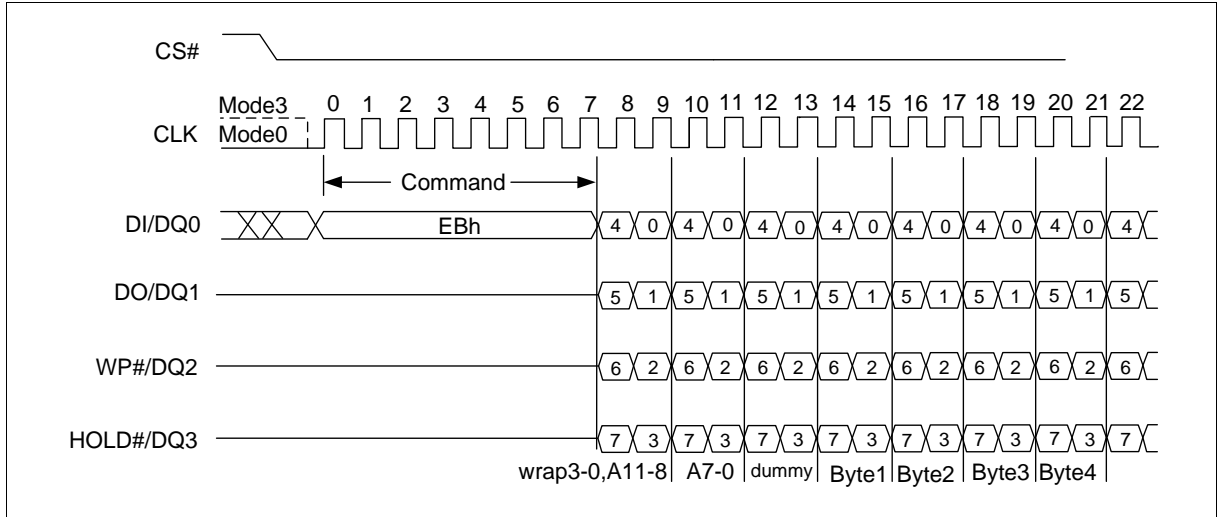 CS#
Mode3 0 1 2 3 4 5 6 7 8 9 10 11 12 13 14 15 16 17 18 19 20 21 22
CLK Mode0
Command
DI/DQ0 EBh 4 0 4 0 4 0 4 0 4 0 4 0 4 0 4
DO/DQ1 5 1 5 1 5 1 5 1 5 1 5 1 5 1 5
WP#/DQ2 6 2 6 2 6 2 6 2 6 2 6 2 6 2 6
HOLD#/DQ3 7 3 7 3 7 3 7 3 7 3 7 3 7 3 7
wrap3-0,A11-8 A7-0 dummy Byte1 Byte2 Byte3 Byte4